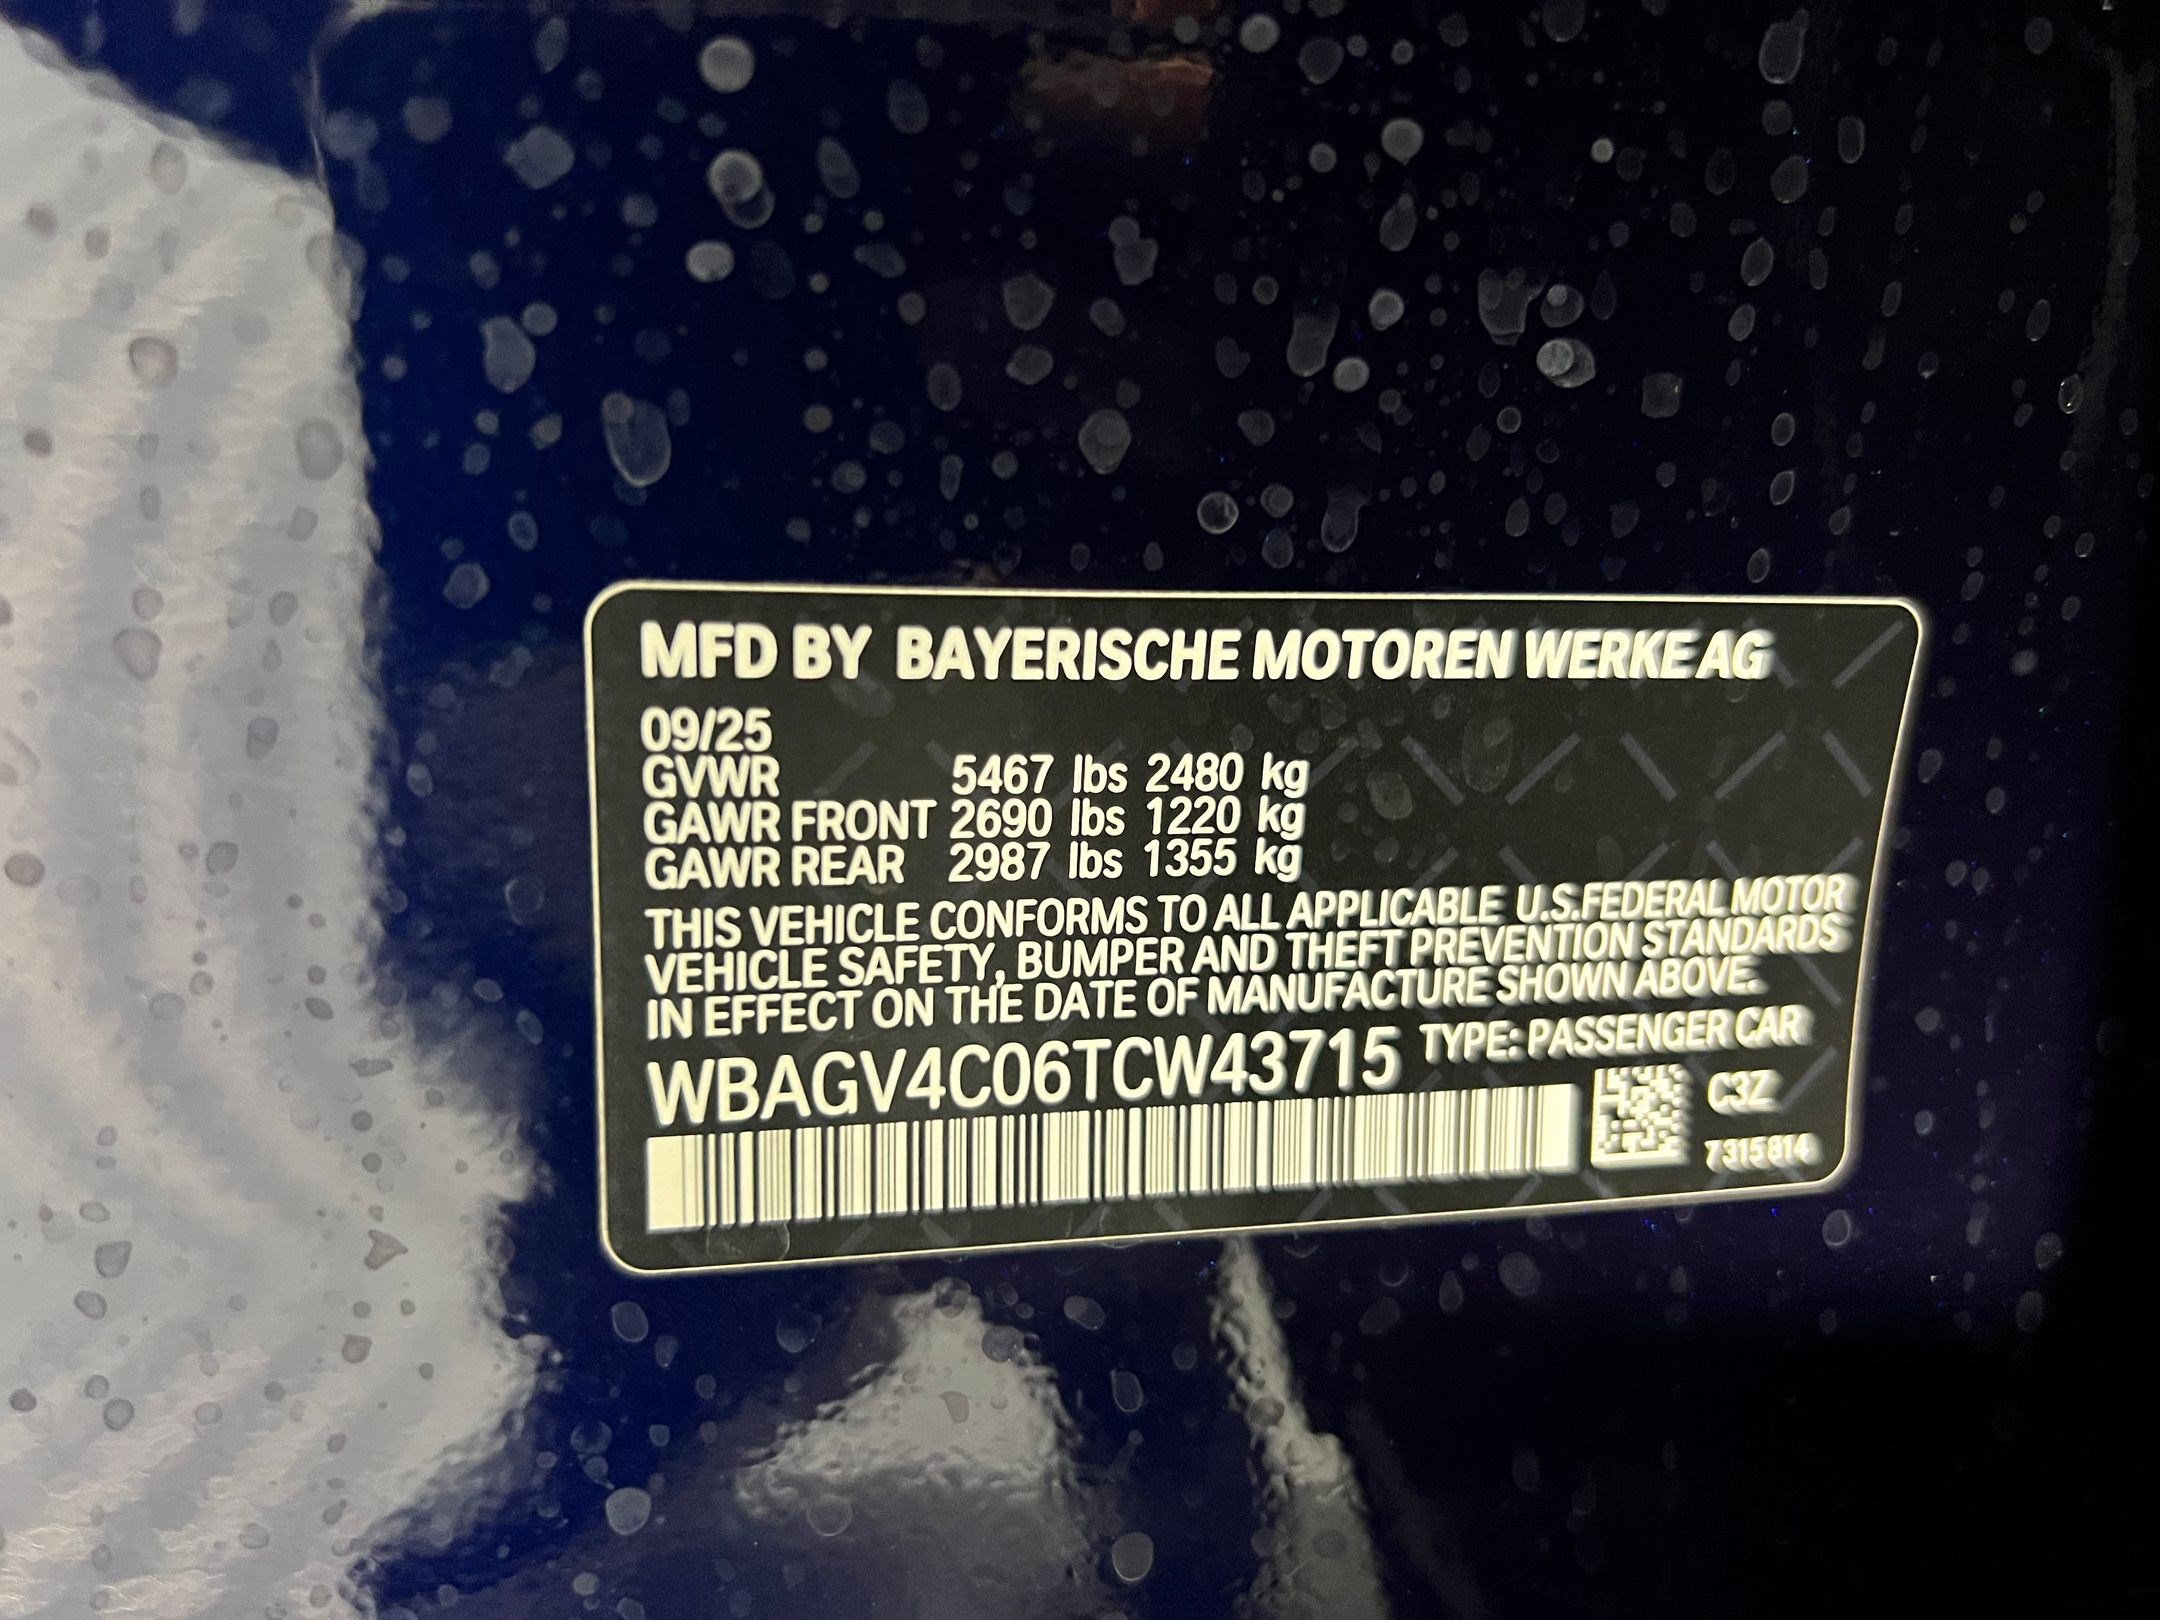 MFD BY BAYERISCHE MOTOREN WERKE AG
09/25
GVWR 5467 lbs 2480 kg
GAWR FRONT 2690 lbs 1220 kg
GAWR REAR 2987 lbs 1355 kg
THIS VEHICLE CONFORMS TO ALL APPLICABLE U.S.FEDERAL MOTOR
VEHICLE SAFETY, BUMPER AND THEFT PREVENTION STANDARDS
IN EFFECT ON THE DATE OF MANUFACTURE SHOWN ABOVE.
WBAGV4C06TCW43715 TYPE: PASSENGER CAR
C3Z
7315814